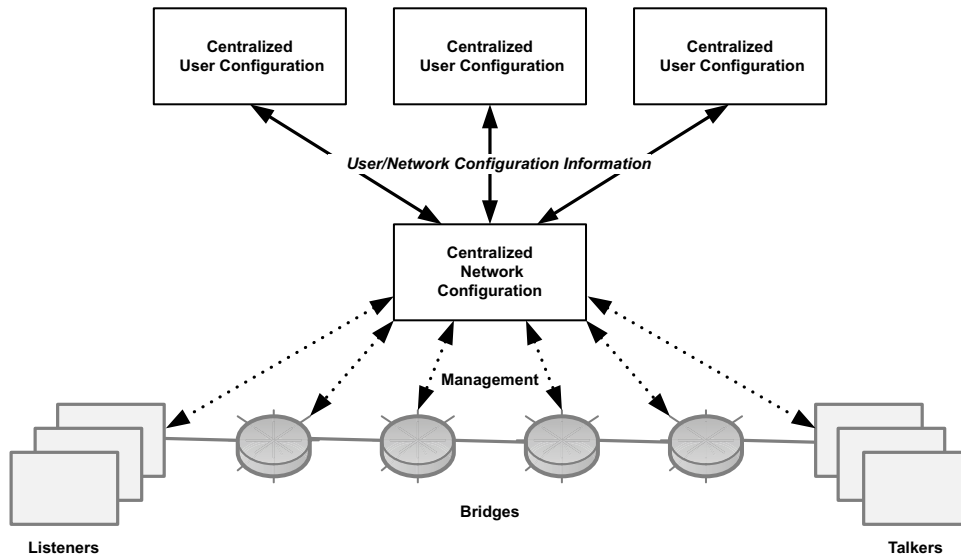 Centralized
User Configuration
Centralized
User Configuration
Centralized
User Configuration
User/Network Configuration Information
Centralized
Network
Configuration
Management
Bridges
Listeners
Talkers